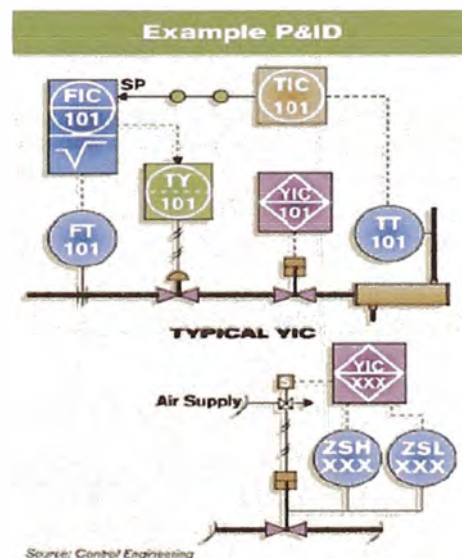 Example P&ID
SP
FIC
101
TIC
101
TY
101
YIC
101
FT
101
TT
101
TYPICAL YIC
S
YIC
XXX
Air Supply
ZSH
XXX
ZSL
XXX
Source: Control Engineering